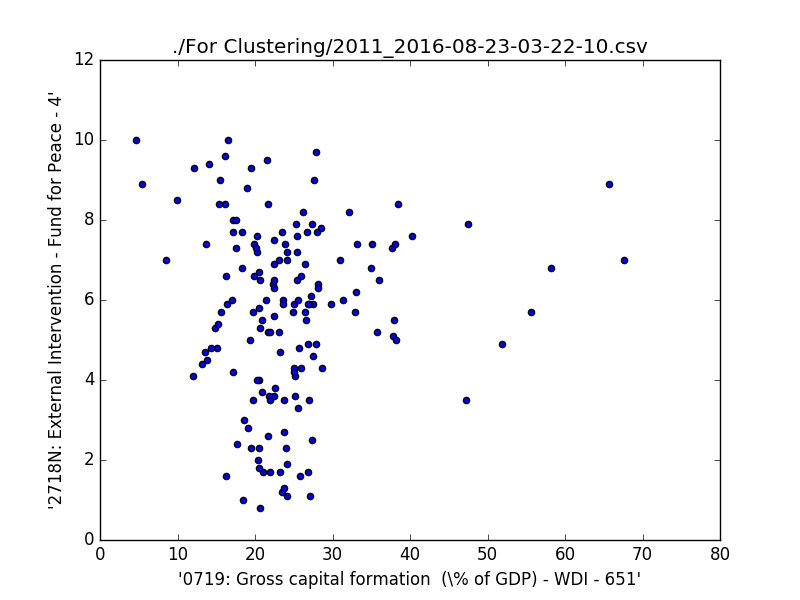 ./For Clustering/2011_2016-08-23-03-22-10.csv
12
10
8
6
4
2
0
'2718N: External Intervention - Fund for Peace - 4'
0 10 20 30 40 50 60 70 80
'0719: Gross capital formation  (\% of GDP) - WDI - 651'